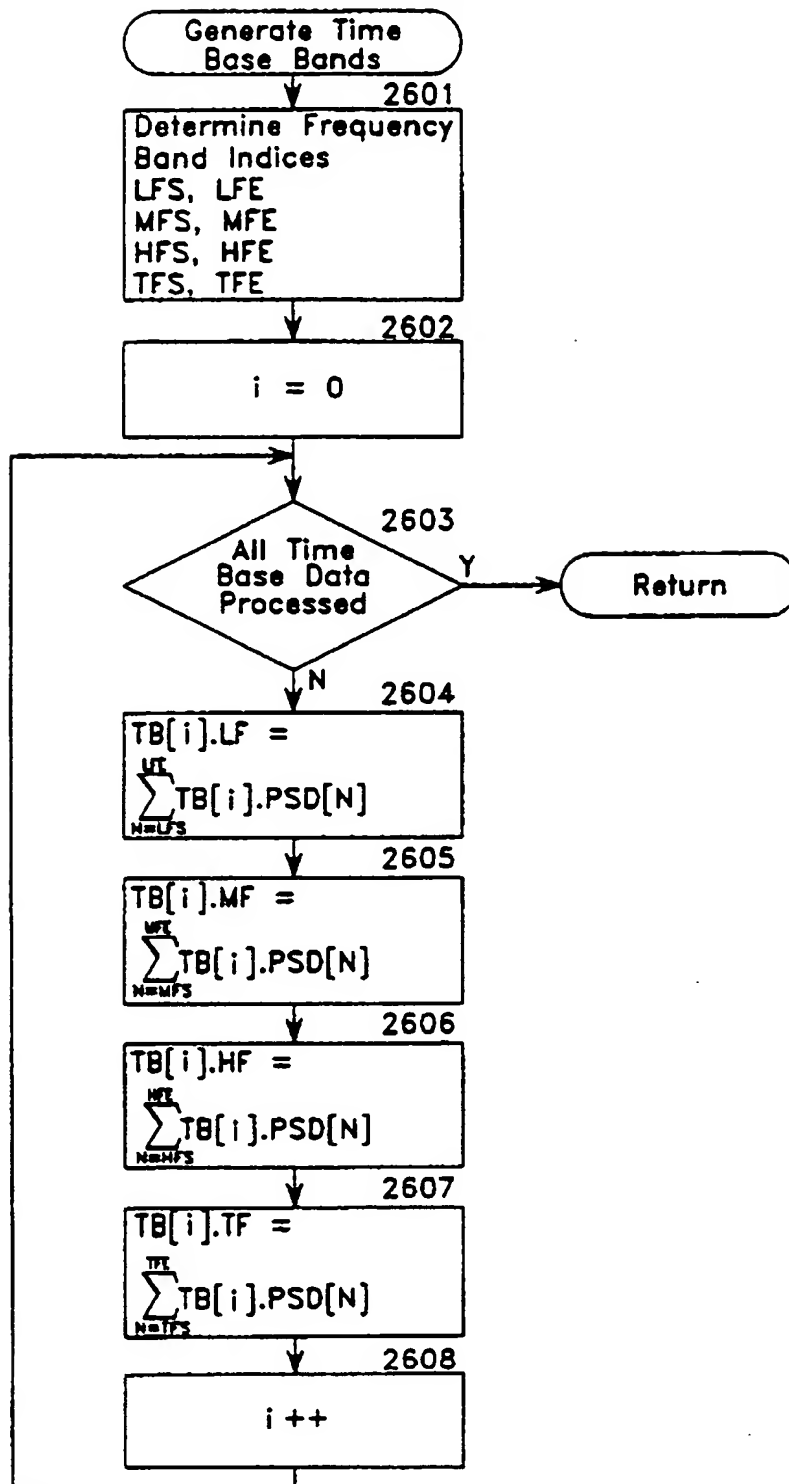 Generate Time
Base Bands
2601
Determine Frequency
Band Indices
LFS, LFE
MFS, MFE
HFS, HFE
TFS, TFE
2602
i = 0
2603
All Time
Base Data
Processed
Y
Return
N
2604
TB[i].LF =
LFE
∑TB[i].PSD[N]
N=LFS
2605
TB[i].MF =
MFE
∑TB[i].PSD[N]
N=MFS
2606
TB[i].HF =
HFE
∑TB[i].PSD[N]
N=HFS
2607
TB[i].TF =
TFE
∑TB[i].PSD[N]
N=TFS
2608
i ++